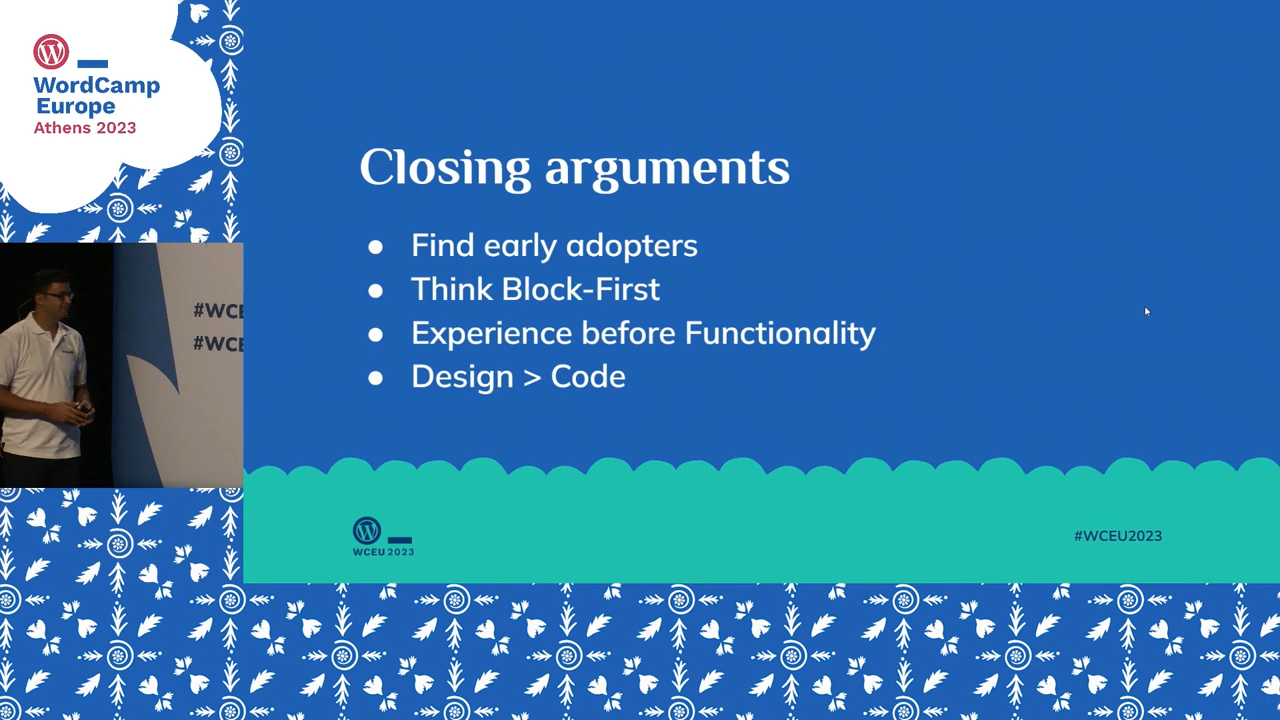 WordCamp
Europe
Athens 2023
#WCE
#WCE
Closing arguments
● Find early adopters
● Think Block-First
● Experience before Functionality
● Design > Code
WCEU 2023
#WCEU2023